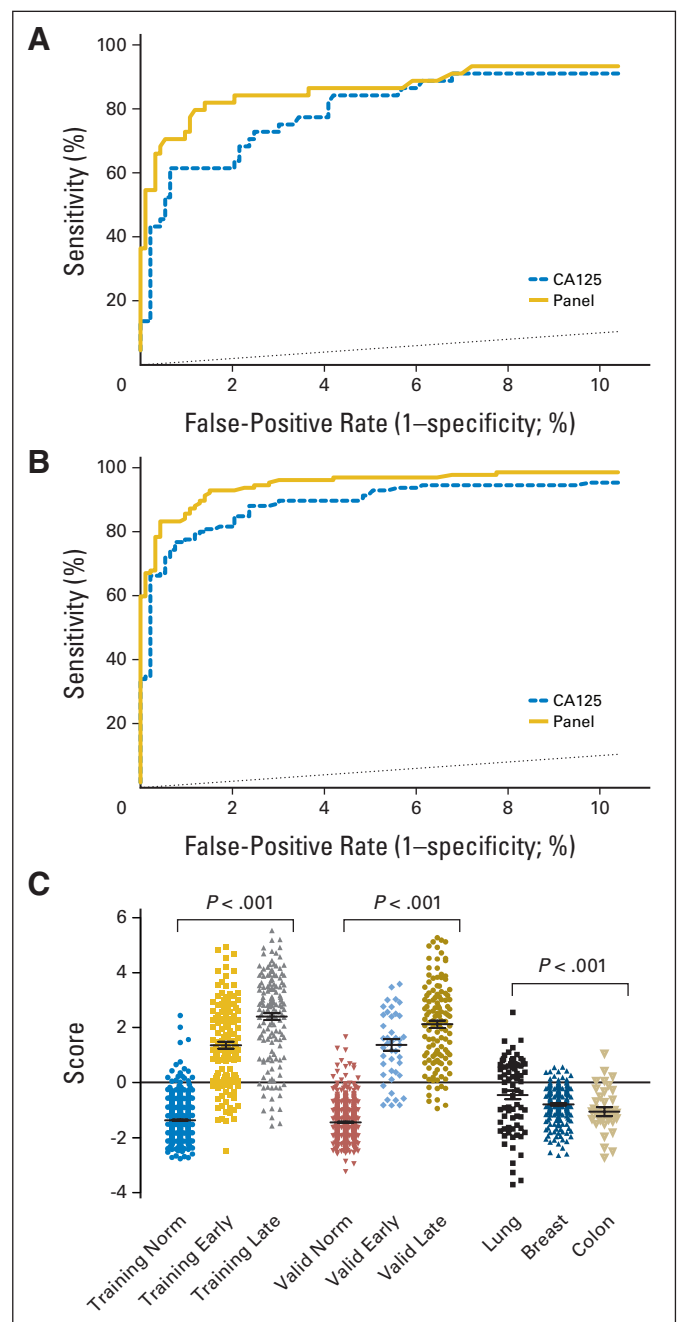 A
100
80
60
40
20
Sensitivity (%)
CA125
Panel
0
2
4
6
8
10
False-Positive Rate (1–specificity; %)
B
100
80
60
40
20
Sensitivity (%)
CA125
Panel
0
2
4
6
8
10
False-Positive Rate (1–specificity; %)
C
6
4
2
0
-2
-4
Score
P < .001
P < .001
P < .001
Training Norm
Training Early
Training Late
Valid Norm
Valid Early
Valid Late
Lung
Breast
Colon